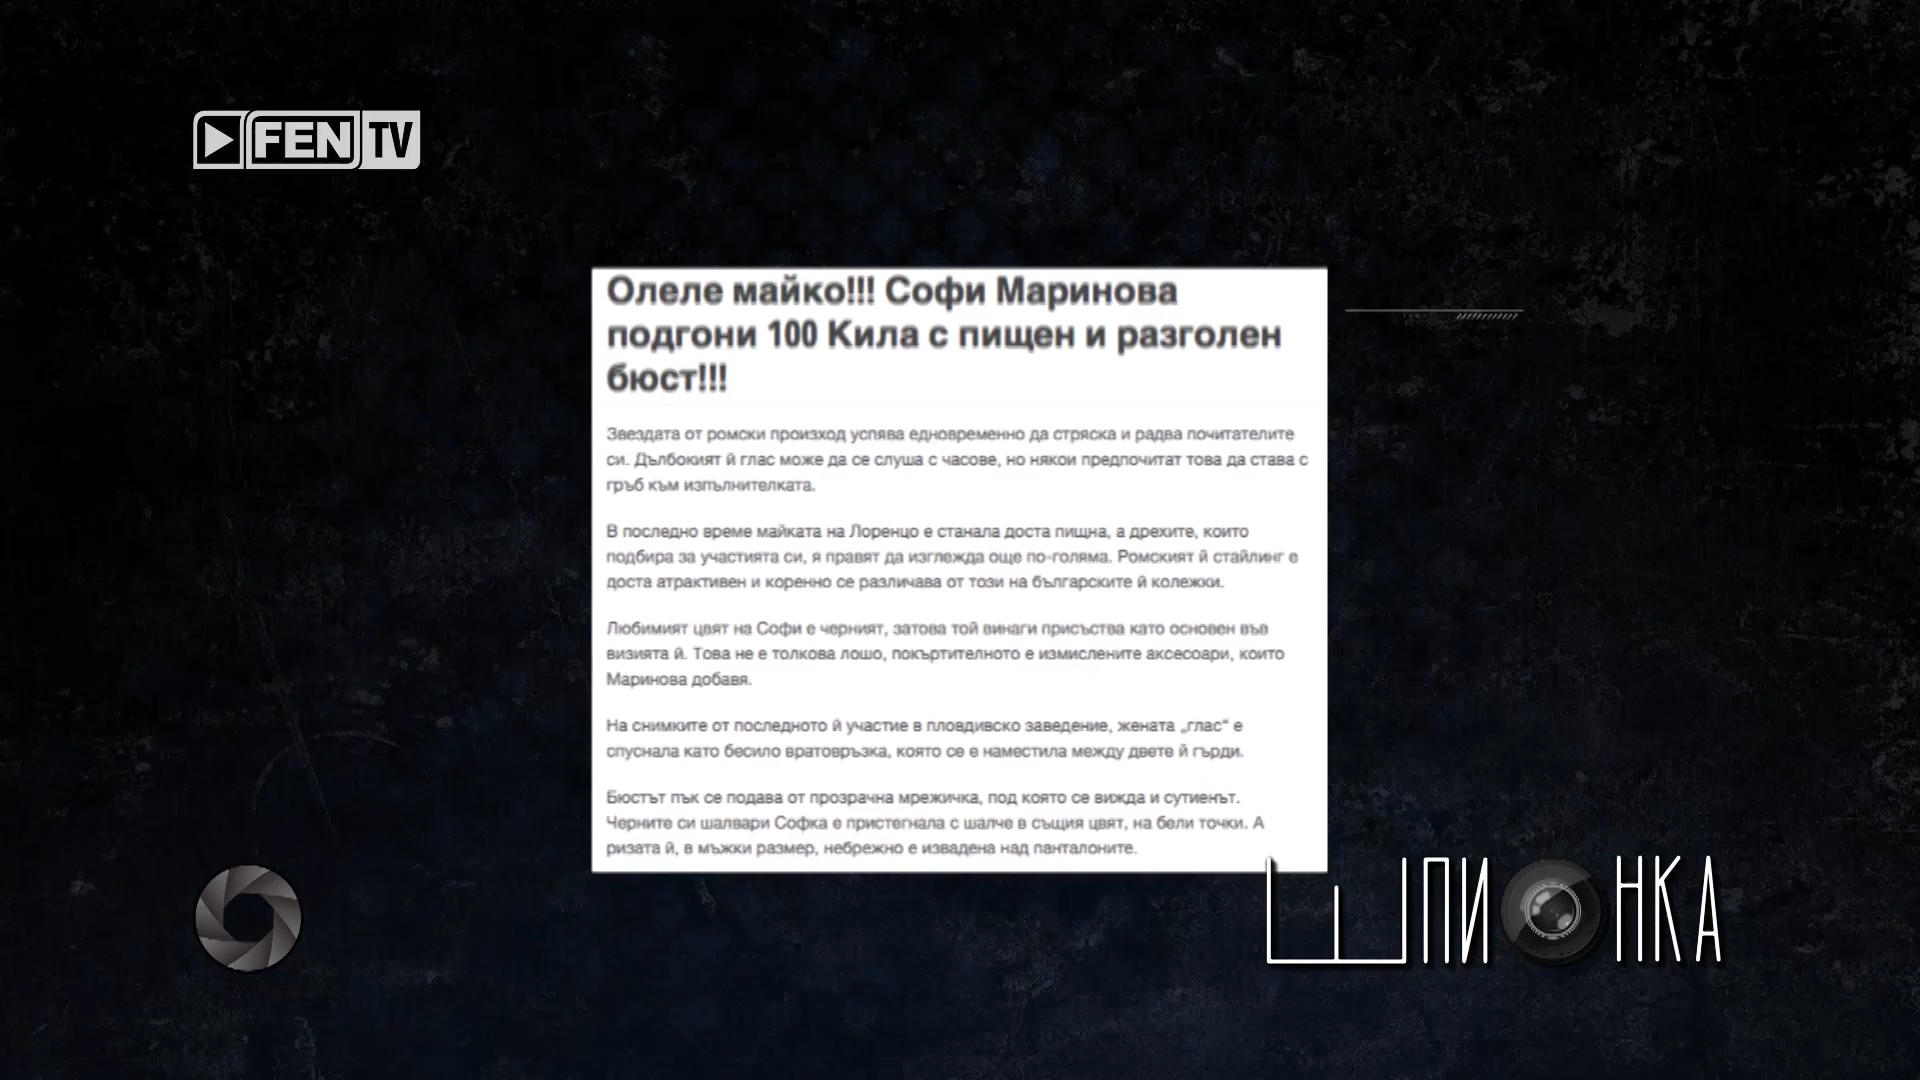 FEN TV
Олеле майко!!! Софи Маринова
подгони 100 Кила с пищен и разголен
бюст!!!
Звездата от ромски произход успява едновременно да стряска и радва почитателите
си. Дълбокият й глас може да се слуша с часове, но някои предпочитат това да става с
гръб към изпълнителката.
В последно време майката на Лоренцо е станала доста пищна, а дрехите, които
подбира за участията си, я правят да изглежда още по-голяма. Ромският й стайлинг е
доста атрактивен и коренно се различава от този на българските й колежки.
Любимият цвят на Софи е черният, затова той винаги присъства като основен във
визията й. Това не е толкова лошо, покъртителното е измислените аксесоари, които
Маринова добавя.
На снимките от последното й участие в пловдивско заведение, жената „глас“ е
спуснала като бесило вратовръзка, която се е наместила между двете й гърди.
Бюстът пък се подава от прозрачна мрежичка, под която се вижда и сутиенът.
Черните си шалвари Софка е пристегнала с шалче в същия цвят, на бели точки. А
ризата й, в мъжки размер, небрежно е извадена над панталоните.
ШПИОНКА